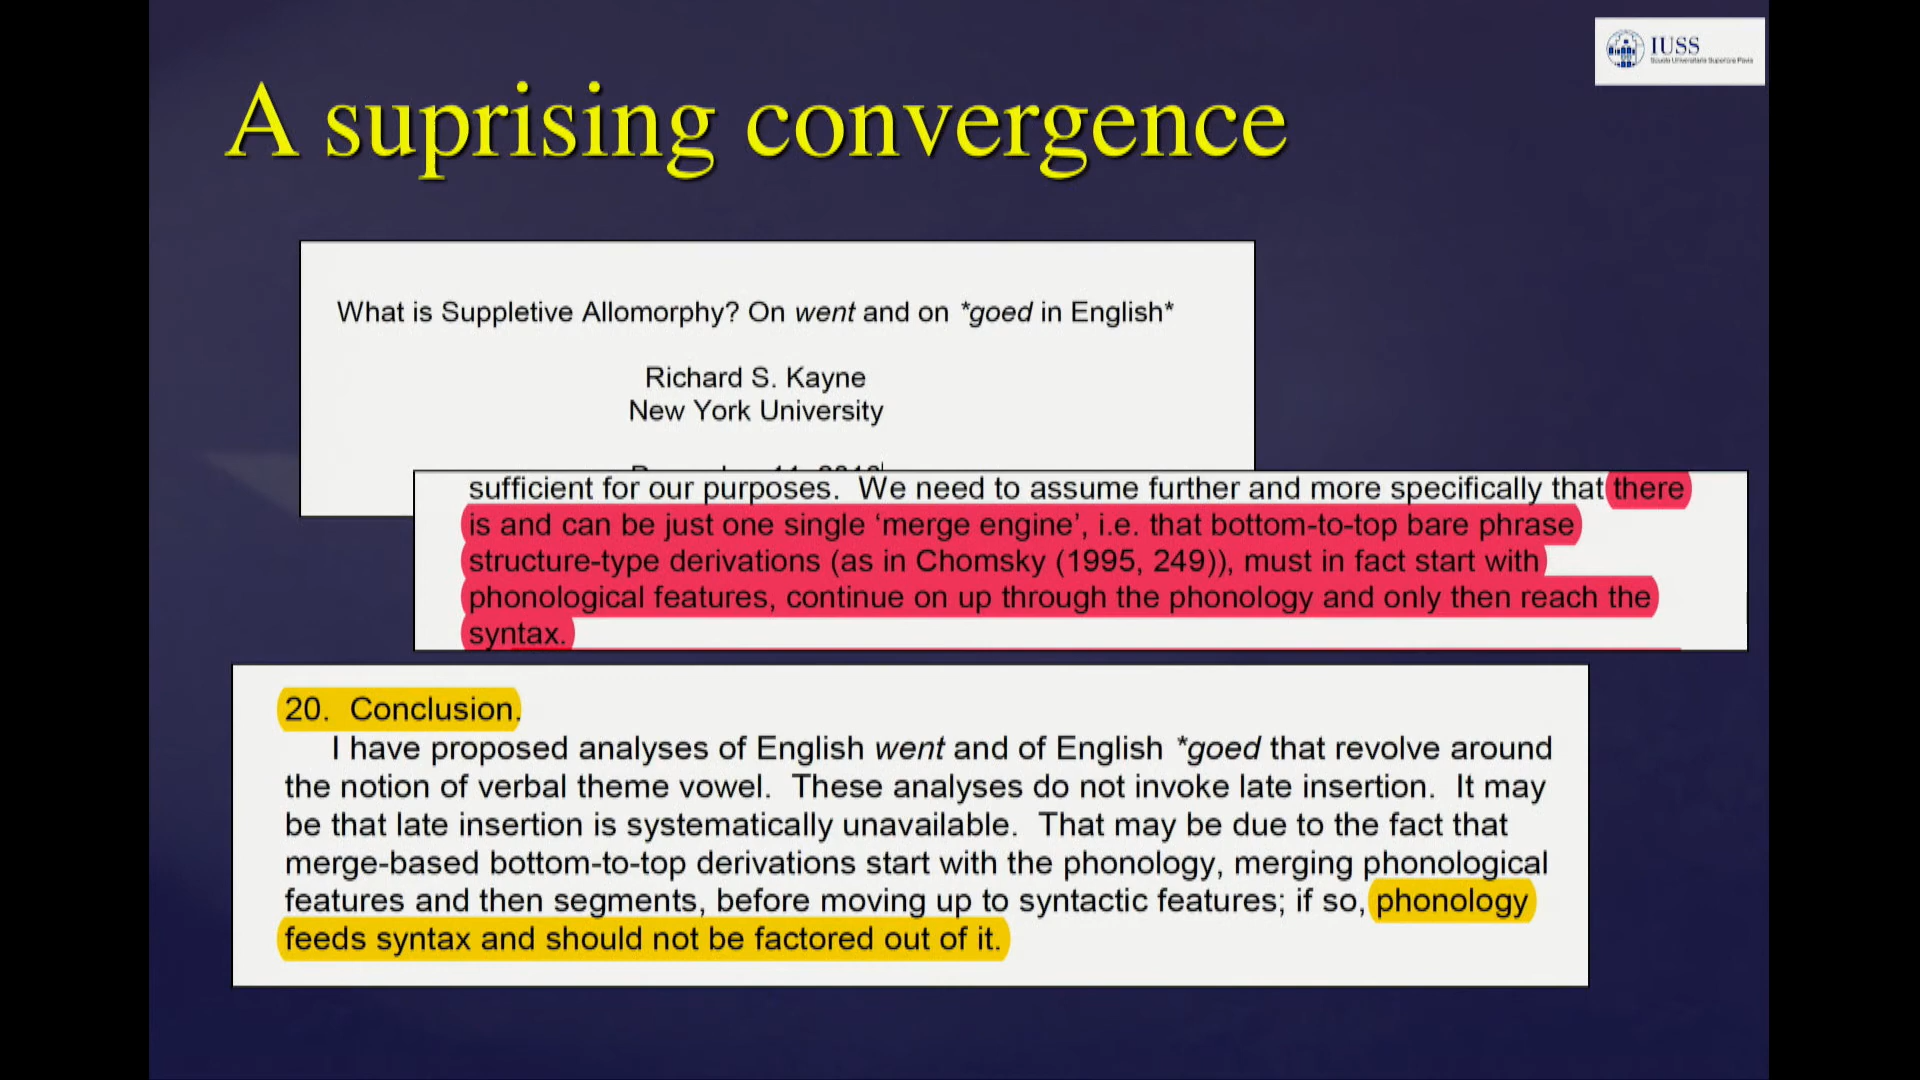 IUSS
Scuola Universitaria Superiore Pavia
A suprising convergence
What is Suppletive Allomorphy? On went and on *goed in English*
Richard S. Kayne
New York University
sufficient for our purposes. We need to assume further and more specifically that there
is and can be just one single ‘merge engine’, i.e. that bottom-to-top bare phrase
structure-type derivations (as in Chomsky (1995, 249)), must in fact start with
phonological features, continue on up through the phonology and only then reach the
syntax.
20. Conclusion.
I have proposed analyses of English went and of English *goed that revolve around
the notion of verbal theme vowel. These analyses do not invoke late insertion. It may
be that late insertion is systematically unavailable. That may be due to the fact that
merge-based bottom-to-top derivations start with the phonology, merging phonological
features and then segments, before moving up to syntactic features; if so, phonology
feeds syntax and should not be factored out of it.